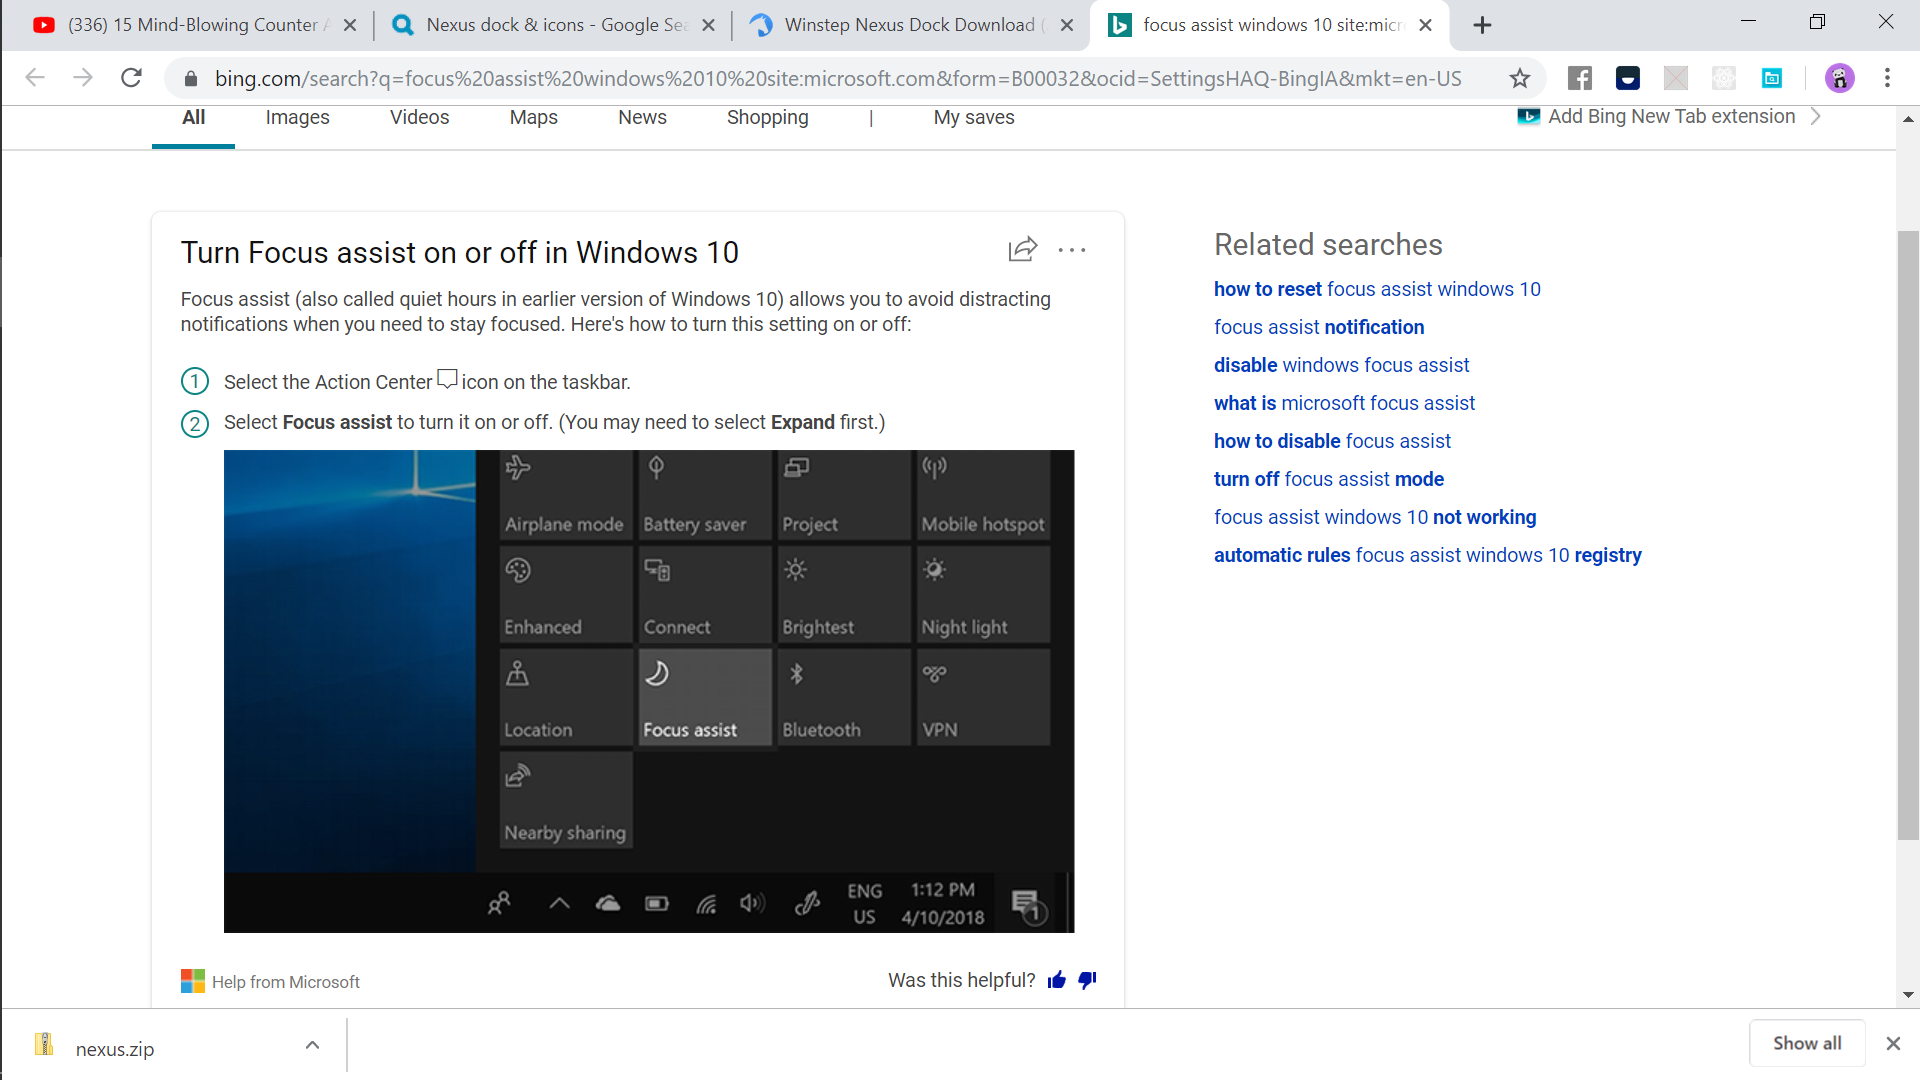 (336) 15 Mind-Blowing Counter A
Nexus dock & icons - Google Sea
Winstep Nexus Dock Download (
focus assist windows 10 site:micr
bing.com/search?q=focus%20assist%20windows%2010%20site:microsoft.com&form=B00032&ocid=SettingsHAQ-BingIA&mkt=en-US
All Images Videos Maps News Shopping | My saves
Add Bing New Tab extension
Turn Focus assist on or off in Windows 10
Focus assist (also called quiet hours in earlier version of Windows 10) allows you to avoid distracting
notifications when you need to stay focused. Here's how to turn this setting on or off:
1 Select the Action Center icon on the taskbar.
2 Select Focus assist to turn it on or off. (You may need to select Expand first.)
Airplane mode Battery saver Project Mobile hotspot
Enhanced Connect Brightest Night light
Location Focus assist Bluetooth VPN
Nearby sharing
ENG 1:12 PM
US 4/10/2018
1
Help from Microsoft
Was this helpful?
Related searches
how to reset focus assist windows 10
focus assist notification
disable windows focus assist
what is microsoft focus assist
how to disable focus assist
turn off focus assist mode
focus assist windows 10 not working
automatic rules focus assist windows 10 registry
nexus.zip
Show all